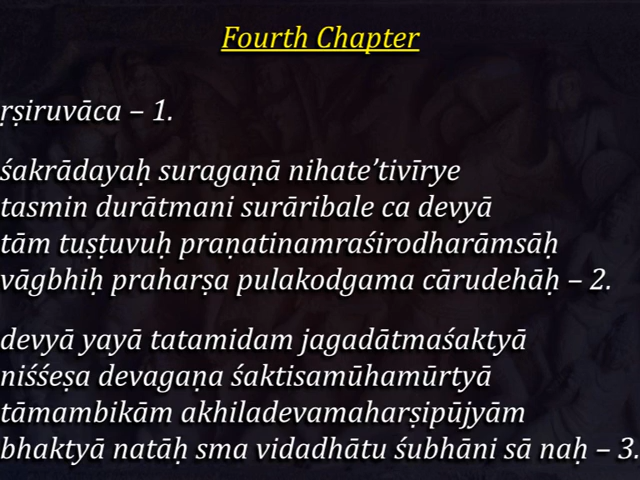 Fourth Chapter
ṛṣiruvāca – 1.
śakrādayaḥ suragaṇā nihate’tivīrye
tasmin durātmani surāribale ca devyā
tām tuṣṭuvuḥ praṇatinamraśirodharāmsāḥ
vāgbhiḥ praharṣa pulakodgama cārudehāḥ – 2.
devyā yayā tatamidam jagadātmaśaktyā
niśśeṣa devagaṇa śaktisamūhamūrtyā
tāmambikām akhiladevamaharṣipūjyām
bhaktyā natāḥ sma vidadhātu śubhāni sā naḥ – 3.